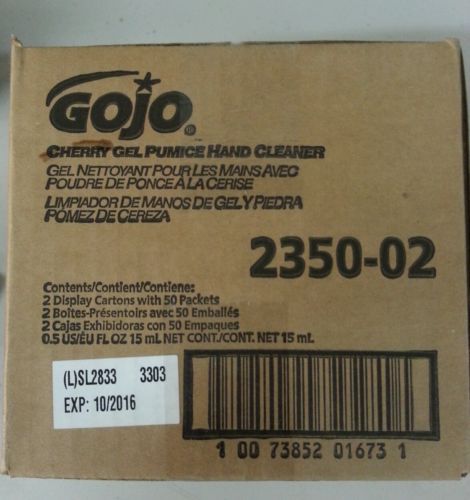 GOJO®
CHERRY GEL PUMICE HAND CLEANER™
GEL NETTOYANT POUR LES MAINS AVEC
POUDRE DE PONCE À LA CERISE
LIMPIADOR DE MANOS DE GEL Y PIEDRA
POMEZ DE CEREZA
2350-02
Contents/Contient/Contiene:
2 Display Cartons with 50 Packets
2 Boîtes-Présentoirs avec 50 Emballés
2 Cajas Exhibidoras con 50 Empaques
0.5 US/ÉU FL OZ 15 mL NET CONT./CONT. NET 15 mL
(L)SL2833 3303
EXP: 10/2016
1 00 73852 01673 1